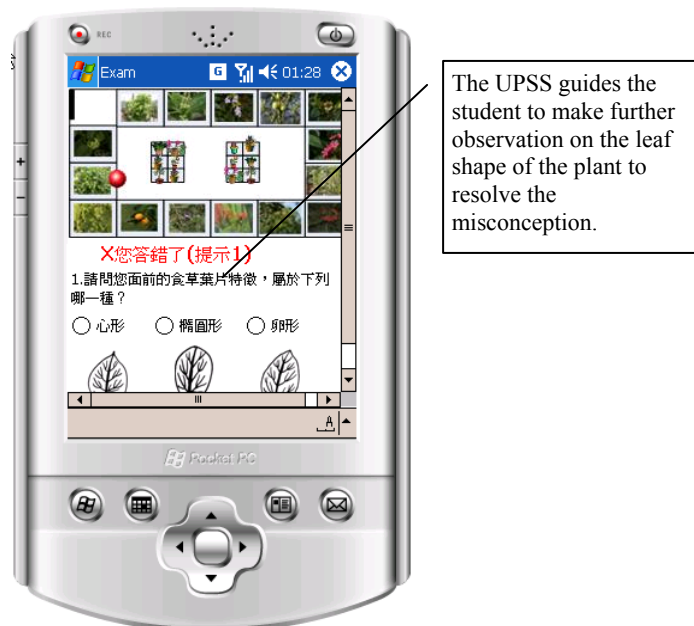 REC
Exam
G
01:28
X您答錯了(提示1)
1.請問您面前的食草葉片特徵,屬於下列
哪一種?
心形 橢圓形 卵形
A
Pocket PC
The UPSS guides the
student to make further
observation on the leaf
shape of the plant to
resolve the
misconception.